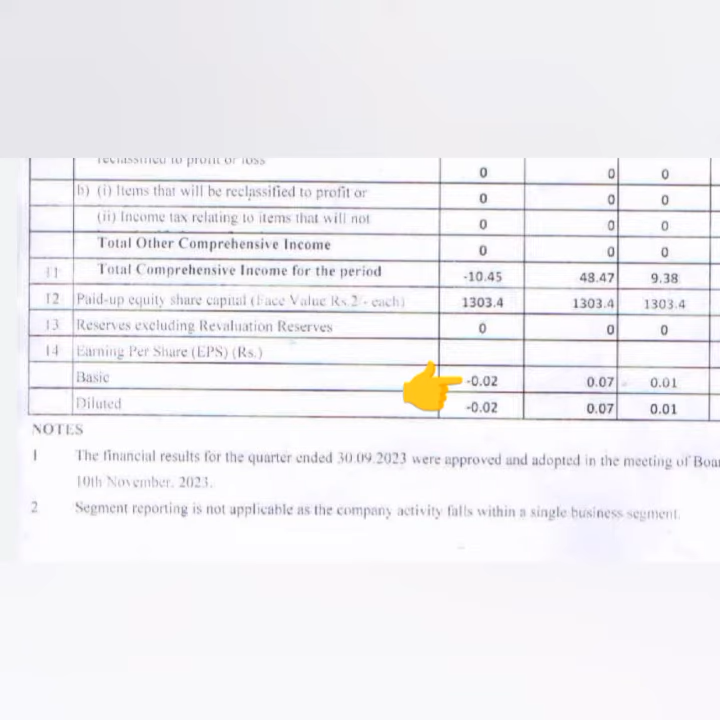 reclassified to profit or loss 0 0 0
b) (i) Items that will be reclassified to profit or 0 0 0
(ii) Income tax relating to items that will not 0 0 0
Total Other Comprehensive Income 0 0 0
11 Total Comprehensive Income for the period -10.45 48.47 9.38
12 Paid-up equity share capital (Face Value Rs.2/- each) 1303.4 1303.4 1303.4
13 Reserves excluding Revaluation Reserves 0 0 0
14 Earning Per Share (EPS) (Rs.)
Basic -0.02 0.07 0.01
Diluted -0.02 0.07 0.01
NOTES
1 The financial results for the quarter ended 30.09.2023 were approved and adopted in the meeting of Boar
10th November, 2023.
2 Segment reporting is not applicable as the company activity falls within a single business segment.